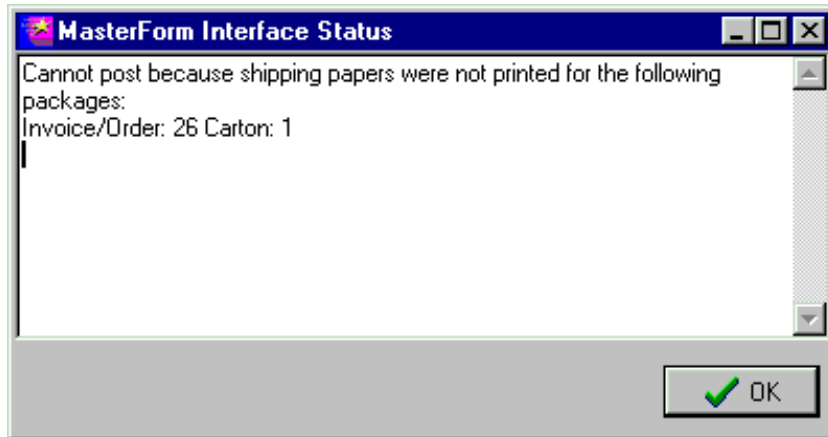 MasterForm Interface Status
Cannot post because shipping papers were not printed for the following
packages:
Invoice/Order: 26 Carton: 1
OK